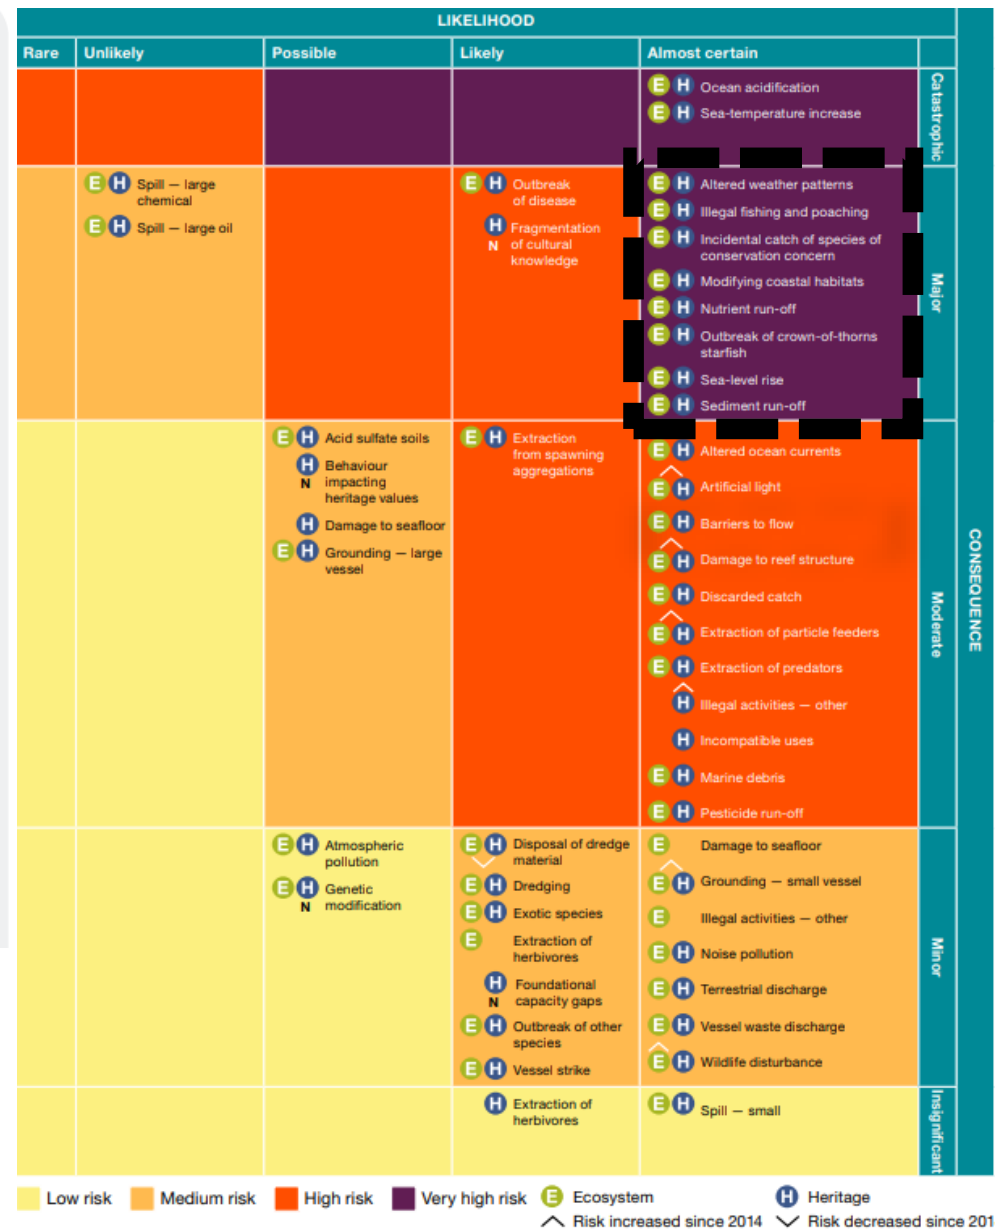 LIKELIHOOD
Rare Unlikely Possible Likely Almost certain
E H Ocean acidification
E H Sea-temperature increase
Catastrophic
E H Spill — large
chemical
E H Spill — large oil
E H Outbreak
of disease
H Fragmentation
N of cultural
knowledge
E H Altered weather patterns
E H Illegal fishing and poaching
E H Incidental catch of species of
conservation concern
E H Modifying coastal habitats
E H Nutrient run-off
E H Outbreak of crown-of-thorns
starfish
E H Sea-level rise
E H Sediment run-off
Major
E H Acid sulfate soils
H Behaviour
N impacting
heritage values
H Damage to seafloor
E H Grounding — large
vessel
E H Extraction
from spawning
aggregations
E H Altered ocean currents
E H Artificial light
E H Barriers to flow
E H Damage to reef structure
E H Discarded catch
E H Extraction of particle feeders
E H Extraction of predators
H Illegal activities — other
H Incompatible uses
E H Marine debris
E H Pesticide run-off
Moderate
E H Atmospheric
pollution
E H Genetic
N modification
E H Disposal of dredge
material
E H Dredging
E H Exotic species
E Extraction of
herbivores
H Foundational
N capacity gaps
E H Outbreak of other
species
E H Vessel strike
E Damage to seafloor
E H Grounding — small vessel
E Illegal activities — other
E H Noise pollution
E H Terrestrial discharge
E H Vessel waste discharge
E H Wildlife disturbance
Minor
H Extraction of
herbivores
E H Spill — small
Insignificant
CONSEQUENCE
Low risk Medium risk High risk Very high risk E Ecosystem H Heritage
Risk increased since 2014 Risk decreased since 201